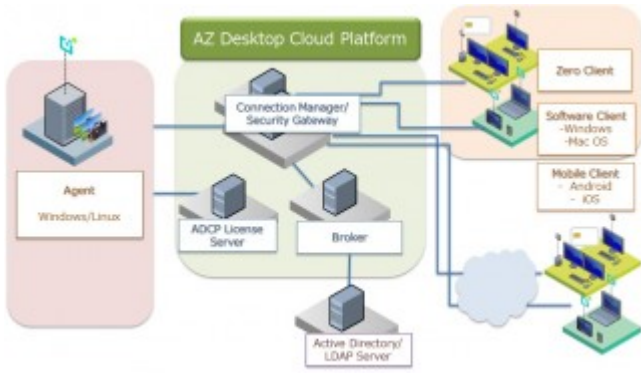 AZ Desktop Cloud Platform
Connection Manager/
Security Gateway
Zero Client
Software Client
-Windows
-Mac OS
Agent
Windows/Linux
Mobile Client
- Android
- iOS
ADCP License
Server
Broker
Active Directory/
LDAP Server